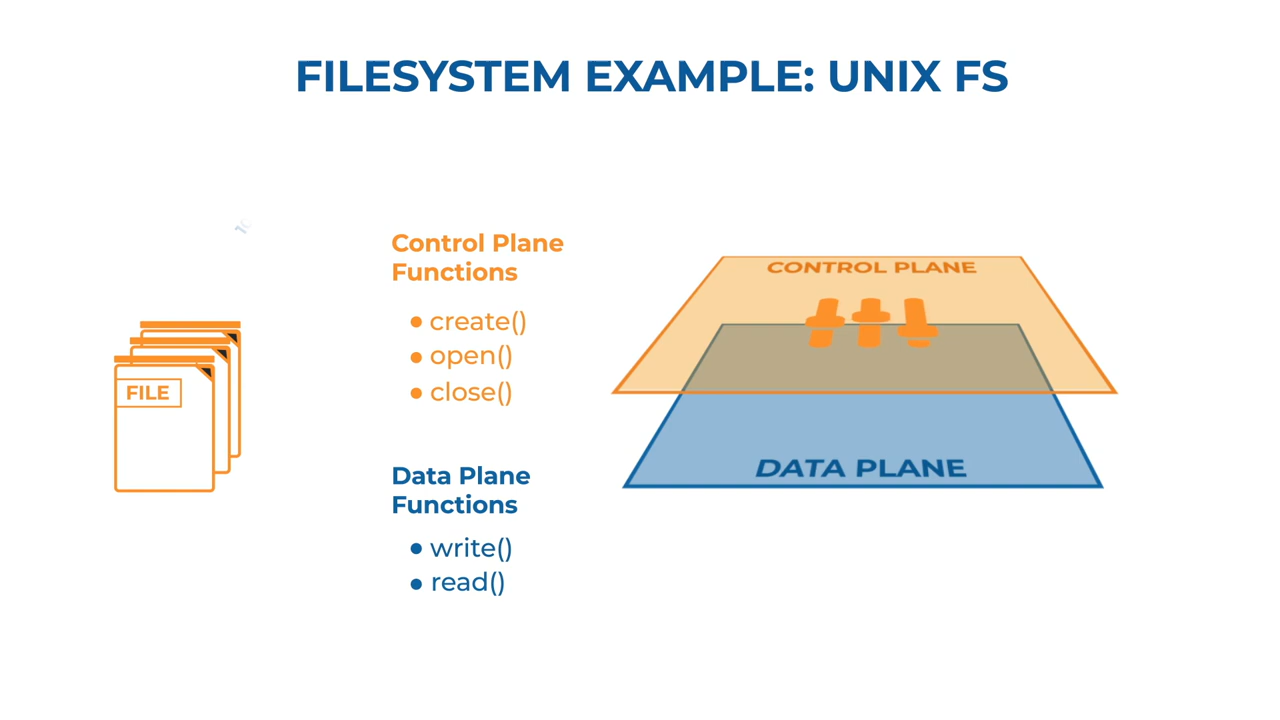 FILESYSTEM EXAMPLE: UNIX FS
Control Plane
Functions
● create()
● open()
● close()
Data Plane
Functions
● write()
● read()
FILE
CONTROL PLANE
DATA PLANE